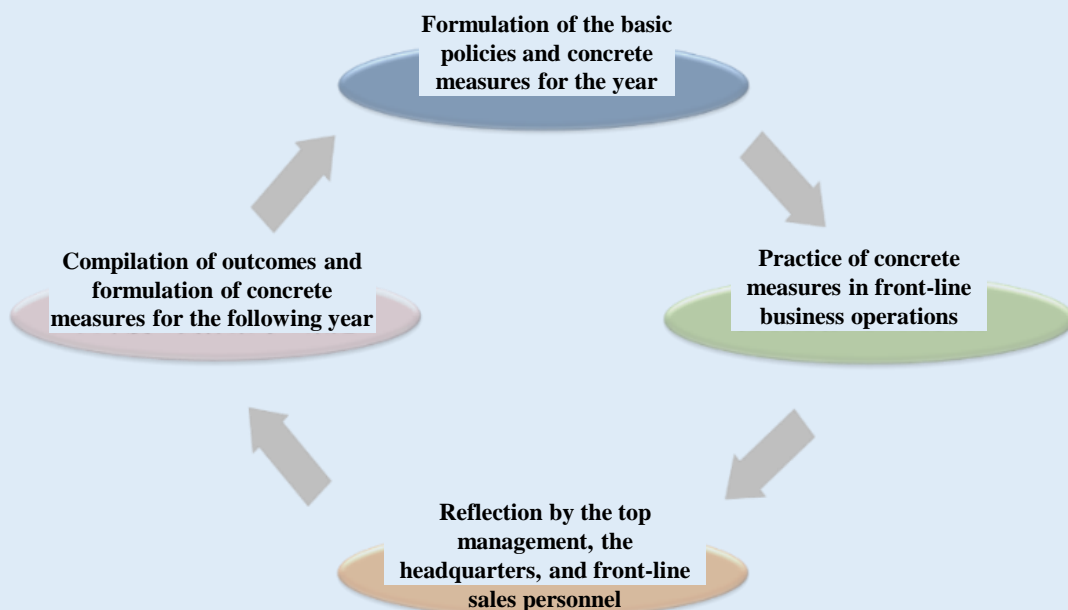 Formulation of the basic
policies and concrete
measures for the year
Practice of concrete
measures in front-line
business operations
Reflection by the top
management, the
headquarters, and front-line
sales personnel
Compilation of outcomes and
formulation of concrete
measures for the following year